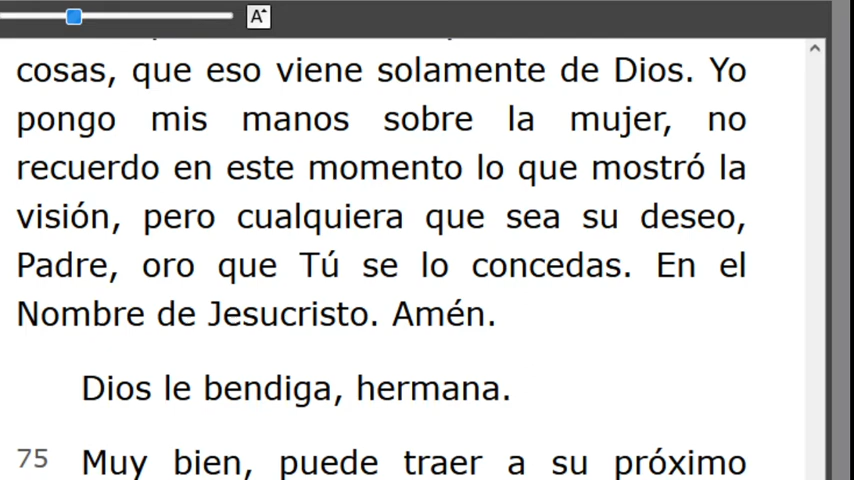 A
cosas, que eso viene solamente de Dios. Yo
pongo mis manos sobre la mujer, no
recuerdo en este momento lo que mostró la
visión, pero cualquiera que sea su deseo,
Padre, oro que Tú se lo concedas. En el
Nombre de Jesucristo. Amén.
Dios le bendiga, hermana.
75 Muy bien, puede traer a su próximo